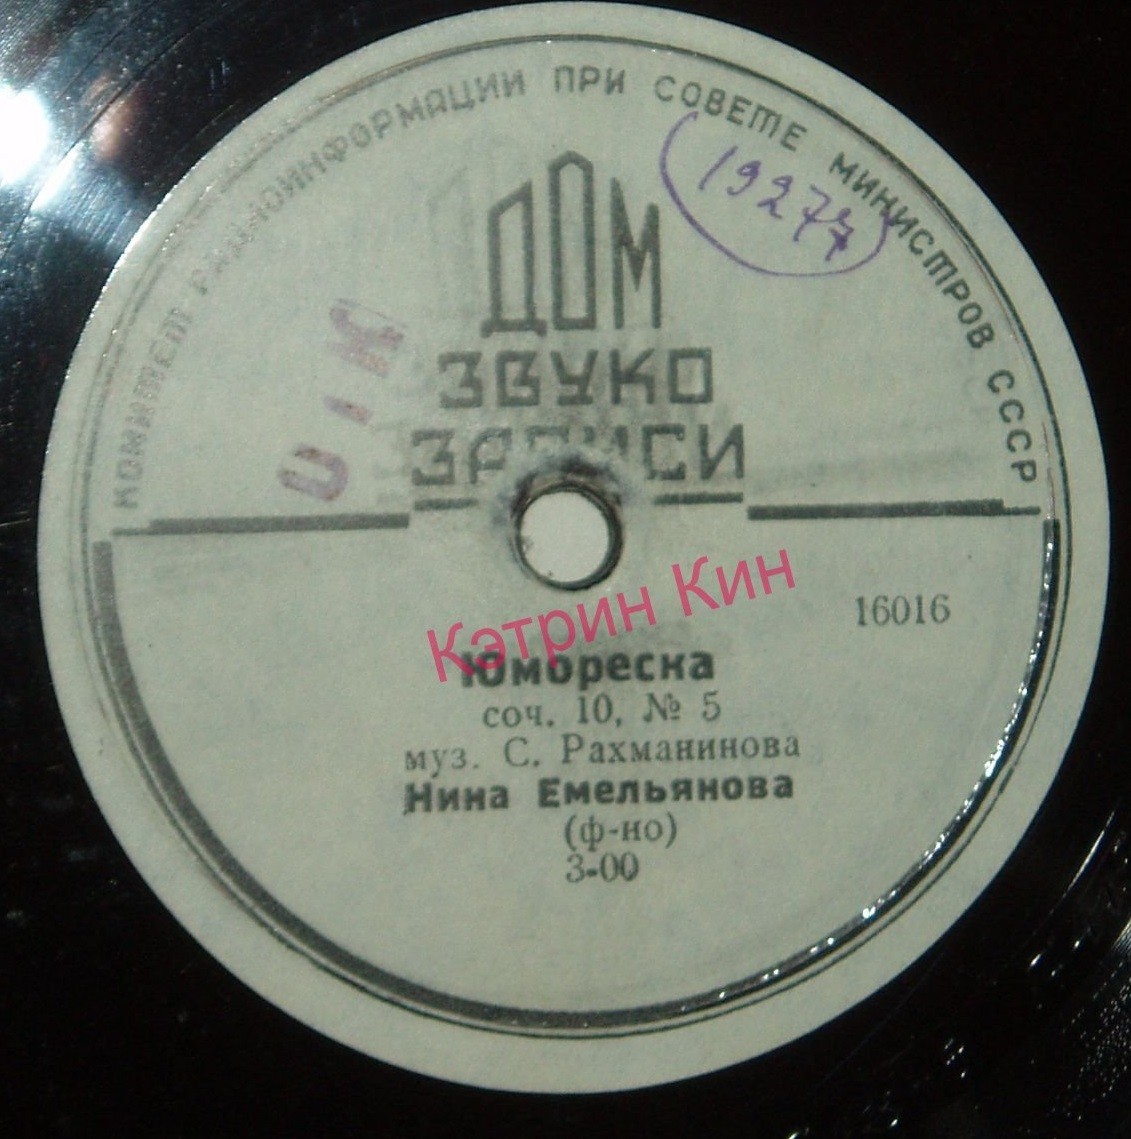 КОМИТЕТ РАДИОИНФОРМАЦИИ ПРИ СОВЕТЕ МИНИСТРОВ СССР
19277
ДОМ
ЗВУКО
ЗАПИСИ
16016
Кэтрин Кин
Юмореска
соч. 10, № 5
муз. С. Рахманинова
Нина Емельянова
(ф-но)
3-00